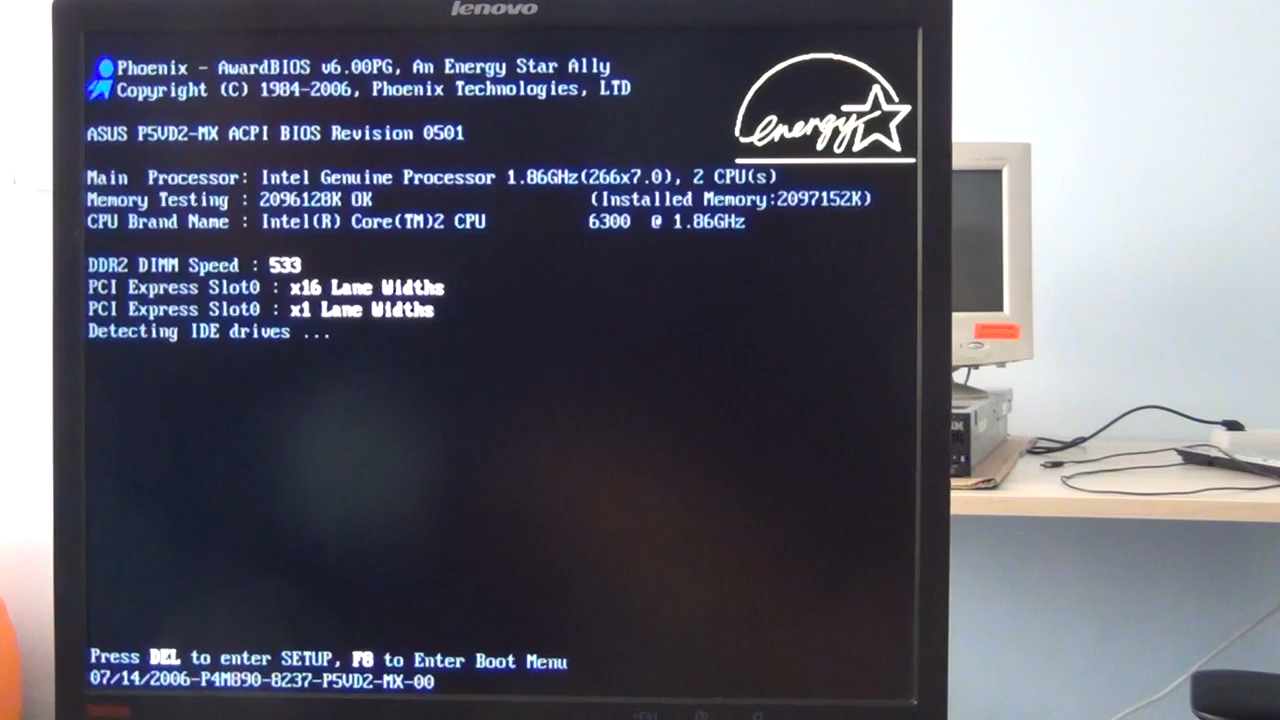 lenovo
Phoenix - AwardBIOS v6.00PG, An Energy Star Ally
Copyright (C) 1984-2006, Phoenix Technologies, LTD
energy
ASUS P5VD2-MX ACPI BIOS Revision 0501
Main Processor: Intel Genuine Processor 1.86GHz(266x7.0), 2 CPU(s)
Memory Testing : 2096128K OK (Installed Memory:2097152K)
CPU Brand Name : Intel(R) Core(TM)2 CPU 6300 @ 1.86GHz
DDR2 DIMM Speed : 533
PCI Express Slot0 : x16 Lane Widths
PCI Express Slot0 : x1 Lane Widths
Detecting IDE drives ...
Press DEL to enter SETUP, F8 to Enter Boot Menu
07/14/2006-P4M890-8237-P5VD2-MX-00